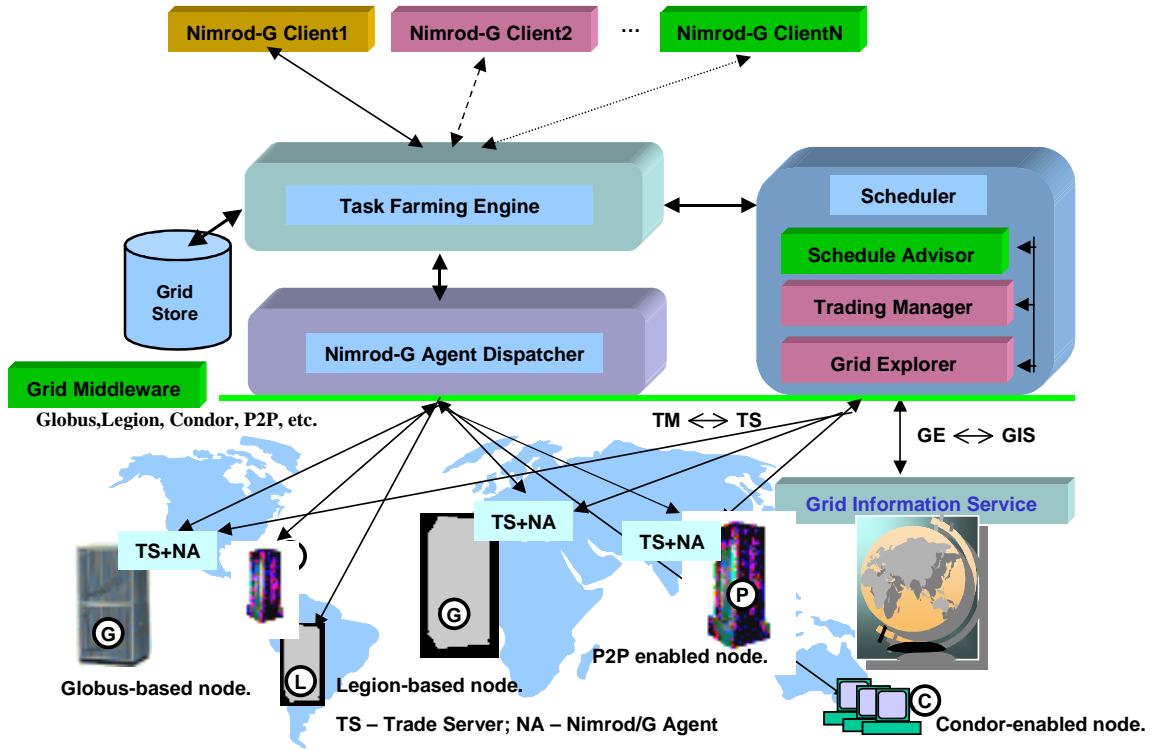 Nimrod-G Client1
Nimrod-G Client2
...
Nimrod-G ClientN
Task Farming Engine
Scheduler
Schedule Advisor
Trading Manager
Grid Explorer
Grid
Store
Nimrod-G Agent Dispatcher
Grid Middleware
Globus,Legion, Condor, P2P, etc.
TM TS
GE GIS
Grid Information Service
TS+NA
TS+NA
TS+NA
G
G
P
L
C
P2P enabled node.
Globus-based node.
Legion-based node.
Condor-enabled node.
TS – Trade Server; NA – Nimrod/G Agent